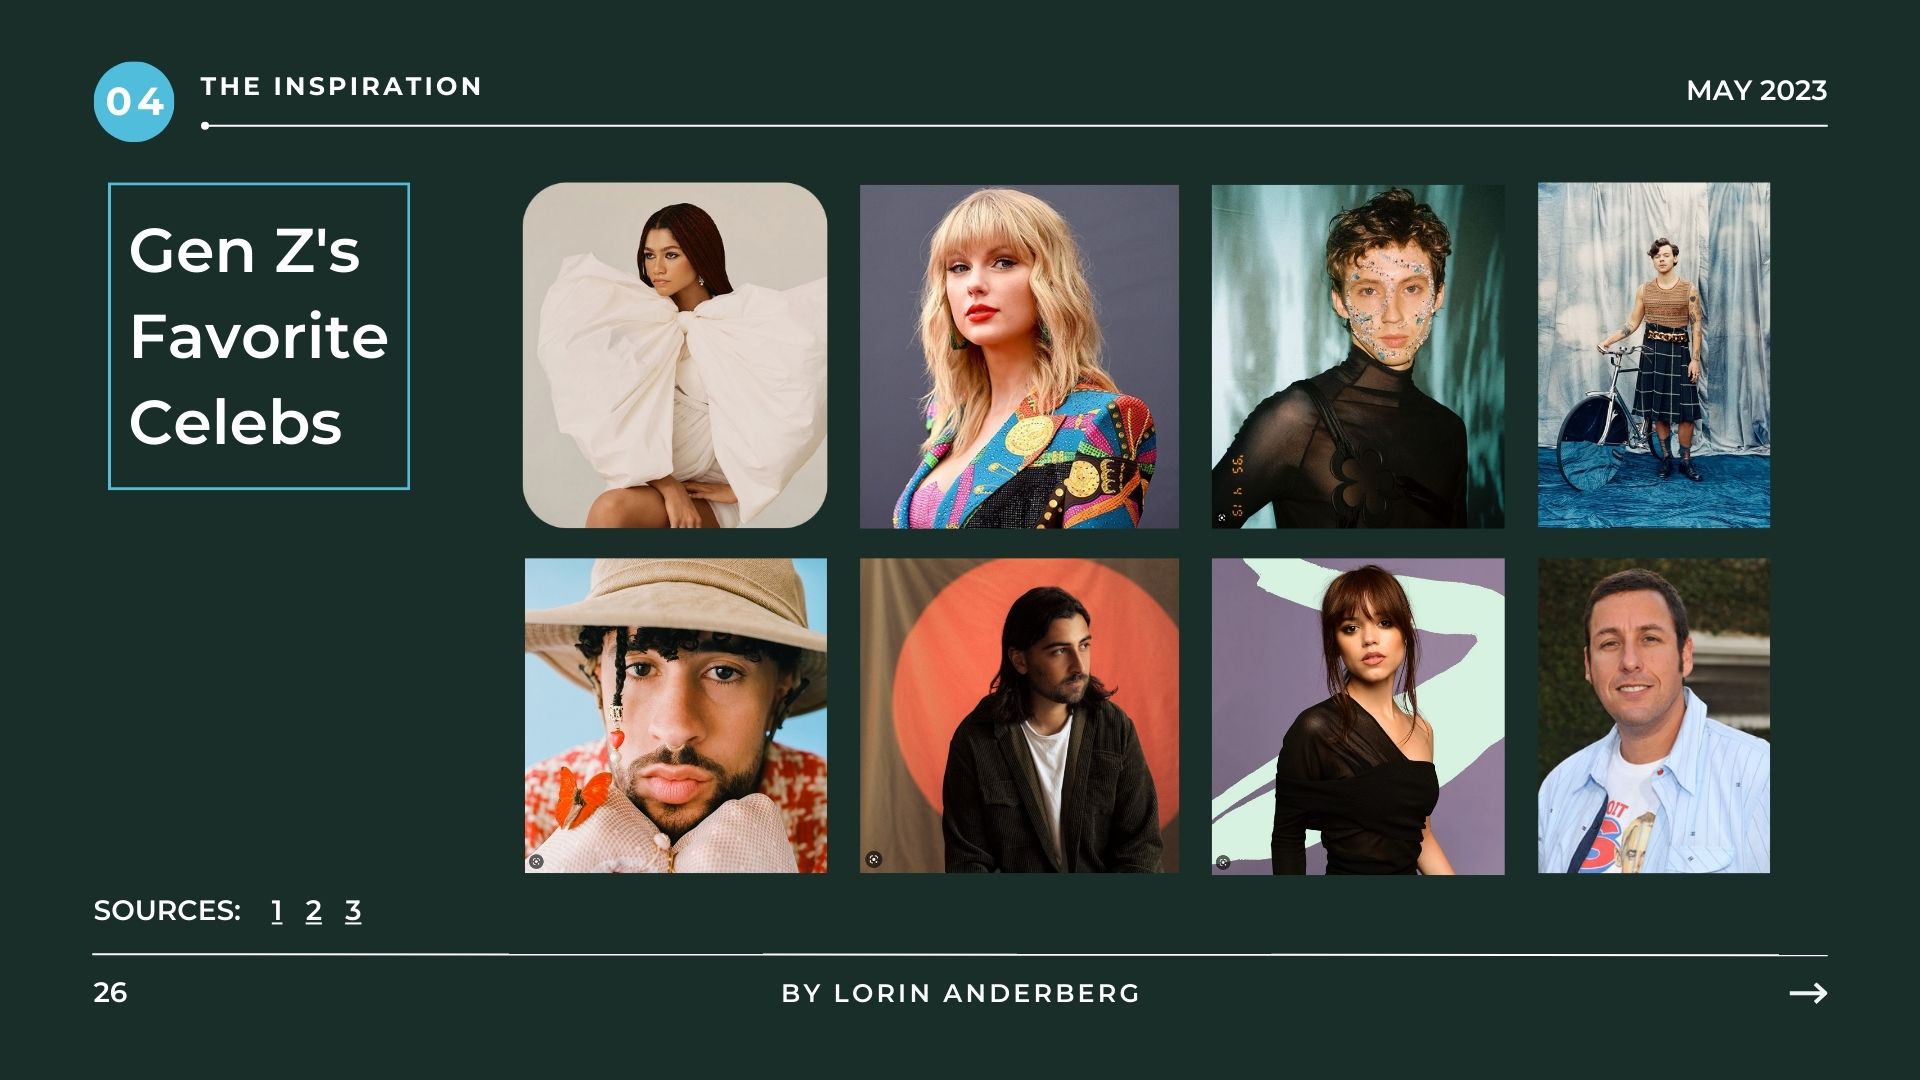 04
THE INSPIRATION
MAY 2023
Gen Z's
Favorite
Celebs
SOURCES: 1 2 3
26
BY LORIN ANDERBERG